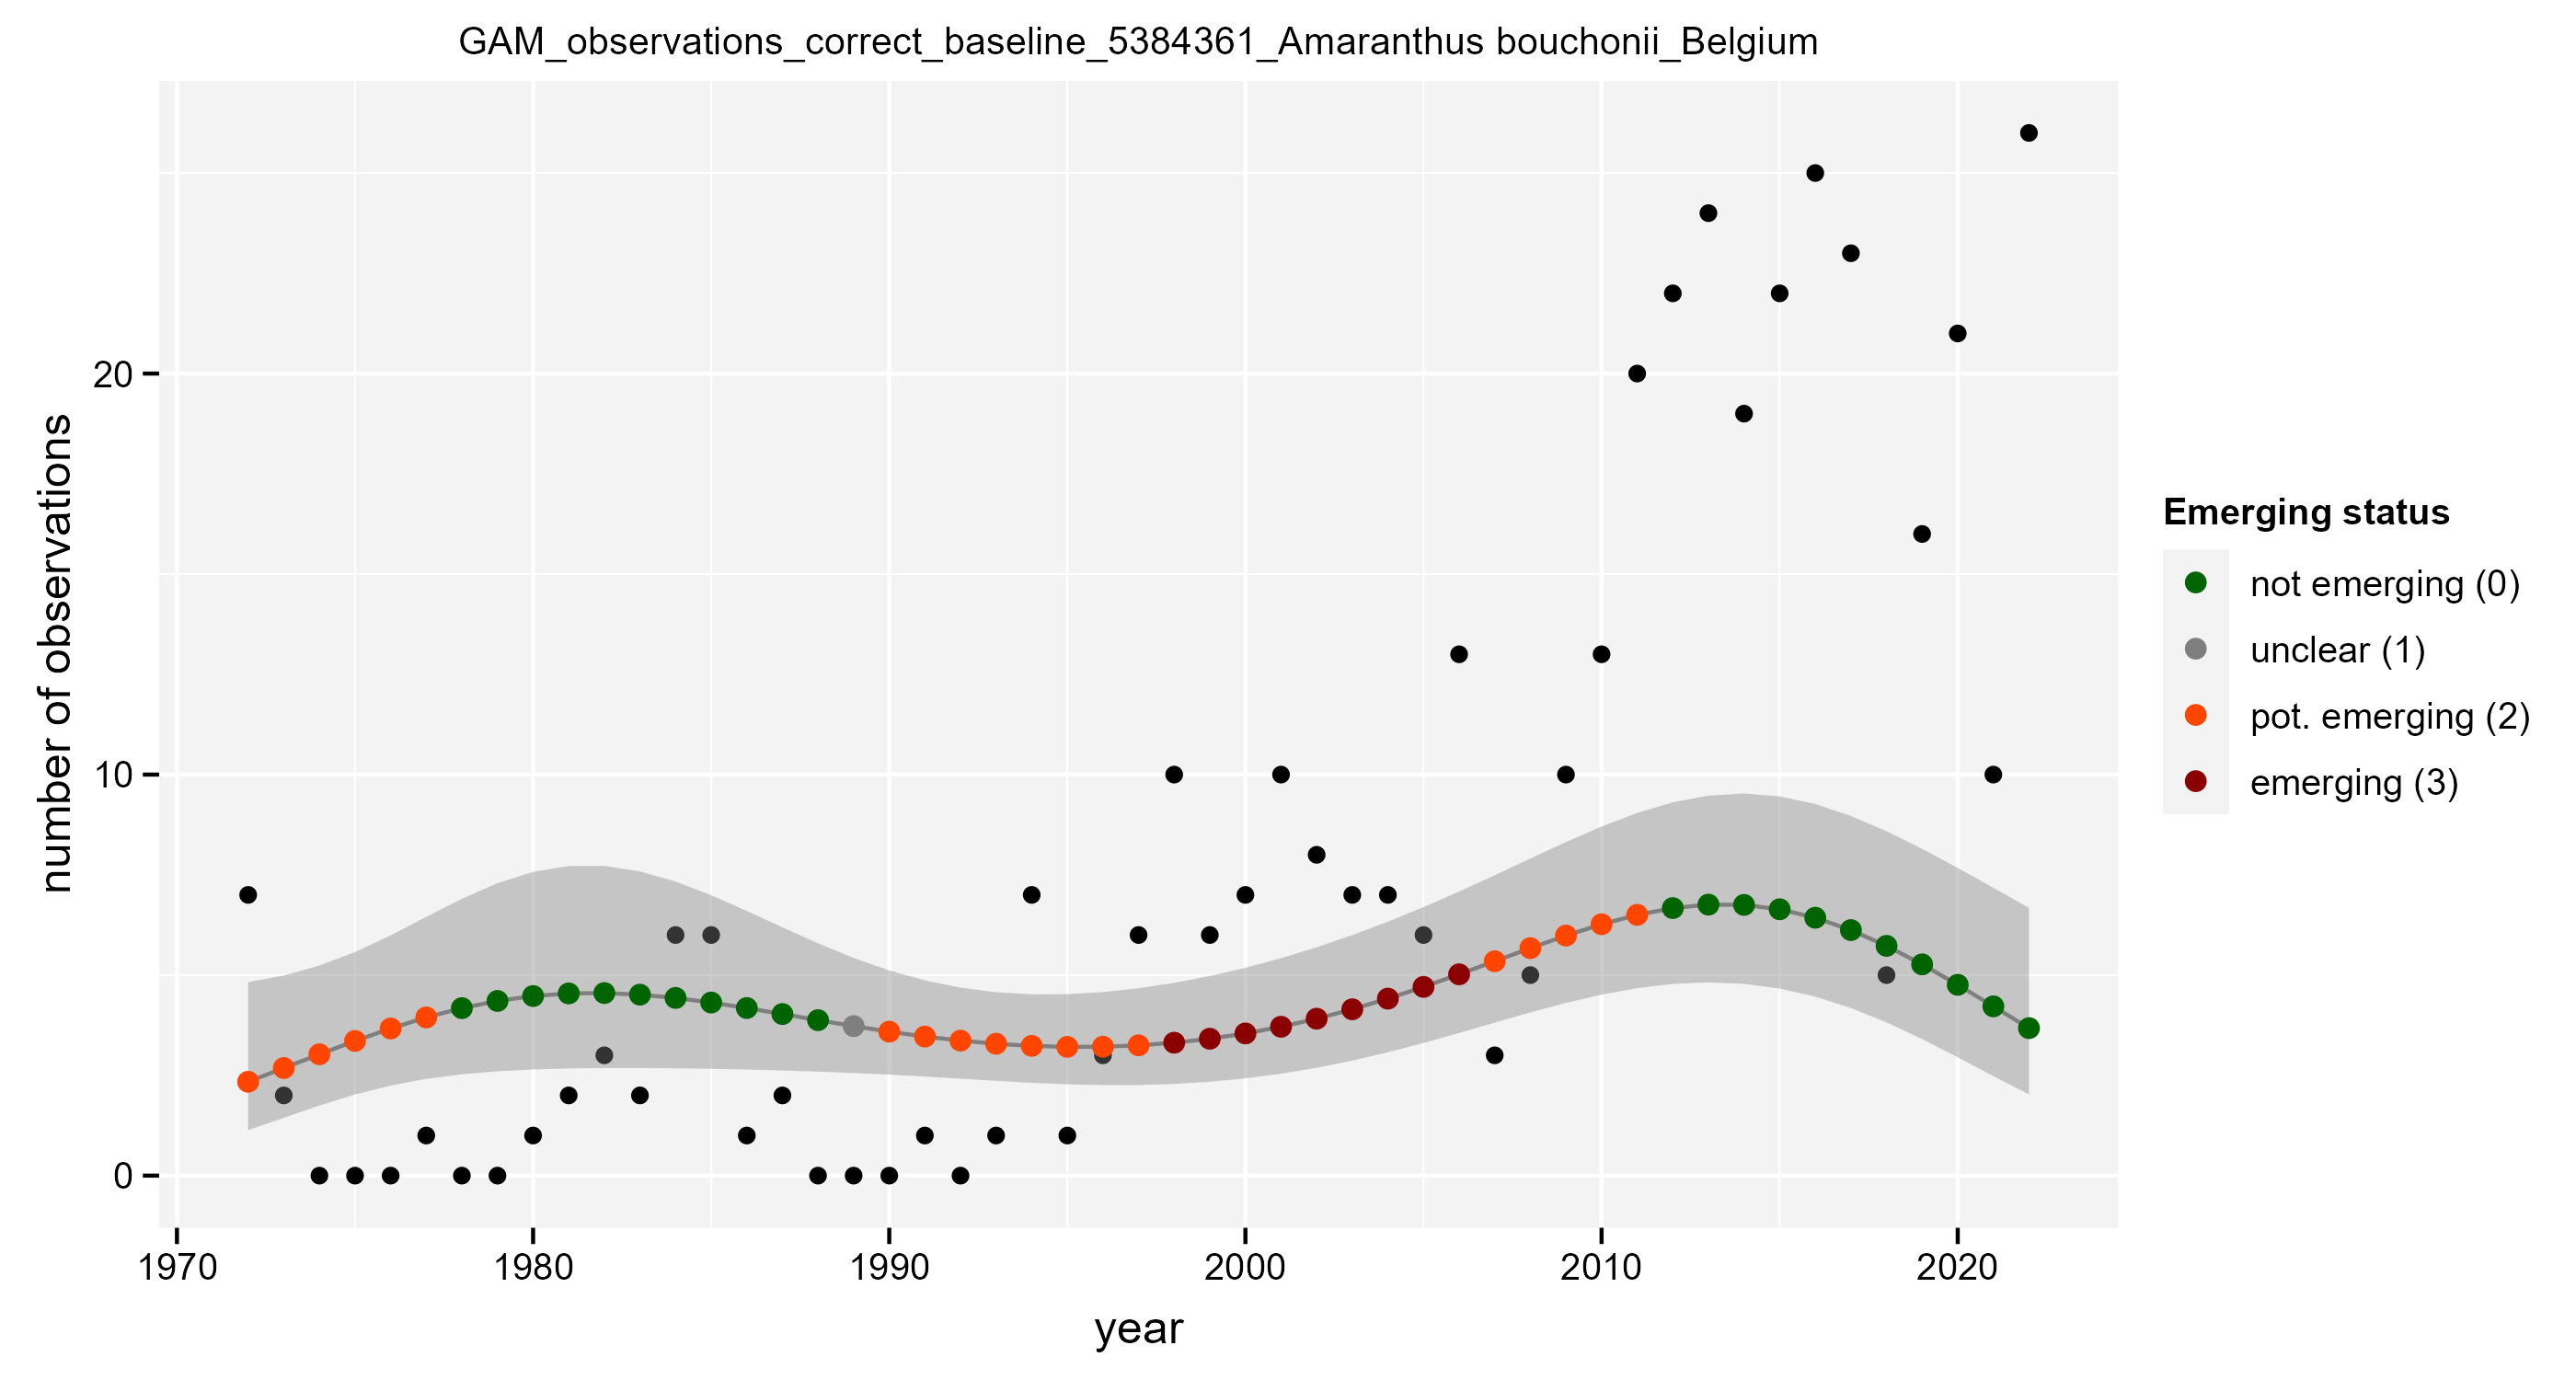 GAM_observations_correct_baseline_5384361_Amaranthus bouchonii_Belgium
number of observations
20
10
0
1970 1980 1990 2000 2010 2020
year
Emerging status
not emerging (0)
unclear (1)
pot. emerging (2)
emerging (3)